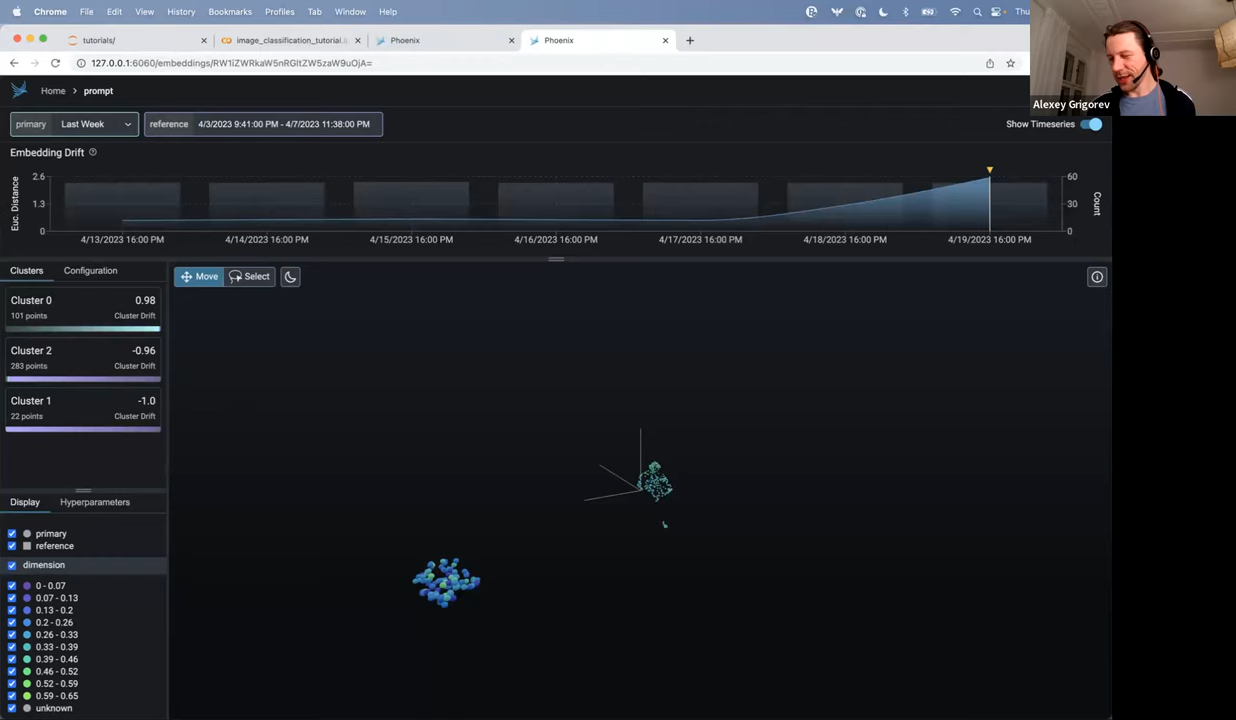 Chrome File Edit View History Bookmarks Profiles Tab Window Help Thu
tutorials/ image_classification_tutorial.i Phoenix Phoenix
127.0.0.1:6060/embeddings/RW1iZWRkaW5nRGltZW5zaW9uOjA=
Alexey Grigorev
Home > prompt
primary Last Week reference 4/3/2023 9:41:00 PM - 4/7/2023 11:38:00 PM Show Timeseries
Embedding Drift
Euc. Distance
2.6
1.3
0
60
30
0
Count
4/13/2023 16:00 PM 4/14/2023 16:00 PM 4/15/2023 16:00 PM 4/16/2023 16:00 PM 4/17/2023 16:00 PM 4/18/2023 16:00 PM 4/19/2023 16:00 PM
Clusters Configuration
Move Select
Cluster 0 0.98
101 points Cluster Drift
Cluster 2 -0.96
283 points Cluster Drift
Cluster 1 -1.0
22 points Cluster Drift
Display Hyperparameters
primary
reference
dimension
0 - 0.07
0.07 - 0.13
0.13 - 0.2
0.2 - 0.26
0.26 - 0.33
0.33 - 0.39
0.39 - 0.46
0.46 - 0.52
0.52 - 0.59
0.59 - 0.65
unknown